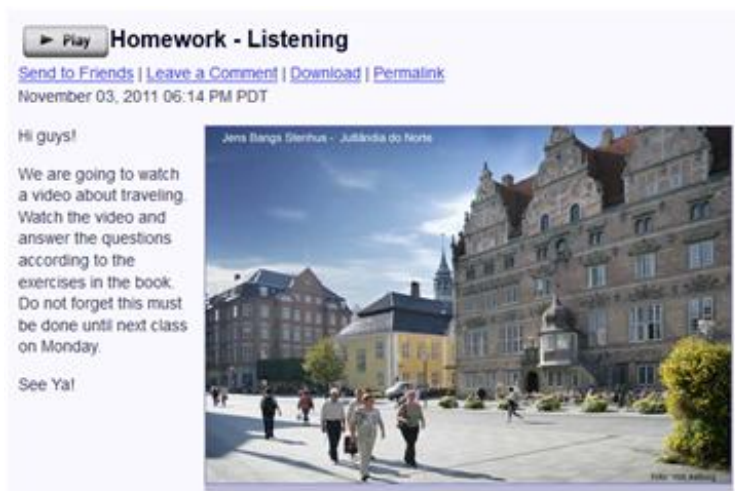 Play Homework - Listening
Send to Friends | Leave a Comment | Download | Permalink
November 03, 2011 06:14 PM PDT
Hi guys!
We are going to watch
a video about traveling.
Watch the video and
answer the questions
according to the
exercises in the book.
Do not forget this must
be done until next class
on Monday.
See Ya!
Jens Bangs Stenhus - Jutlândia do Norte